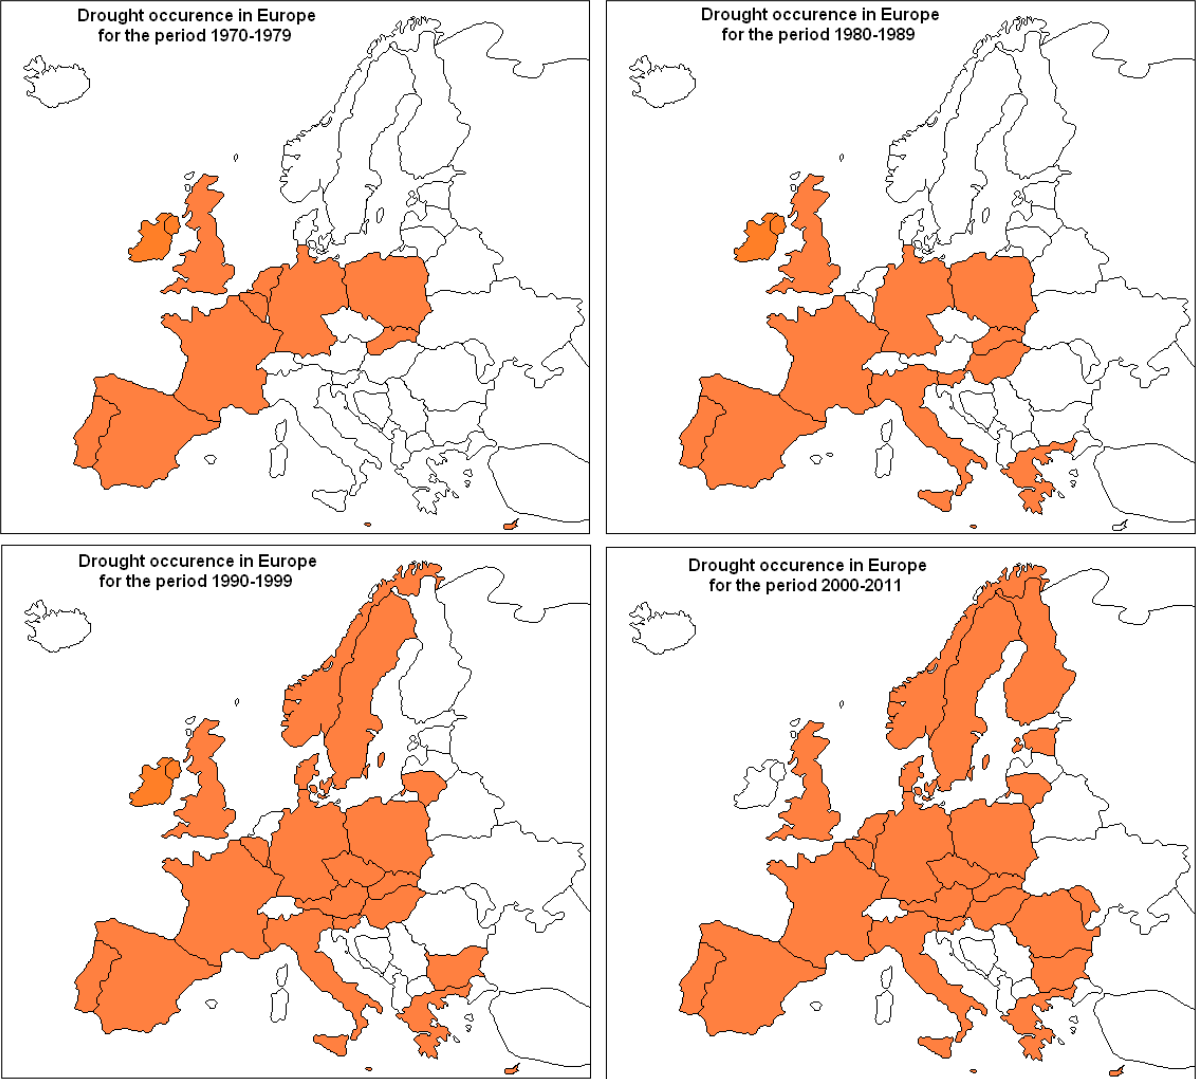 Drought occurence in Europe
for the period 1970-1979
Drought occurence in Europe
for the period 1980-1989
Drought occurence in Europe
for the period 1990-1999
Drought occurence in Europe
for the period 2000-2011